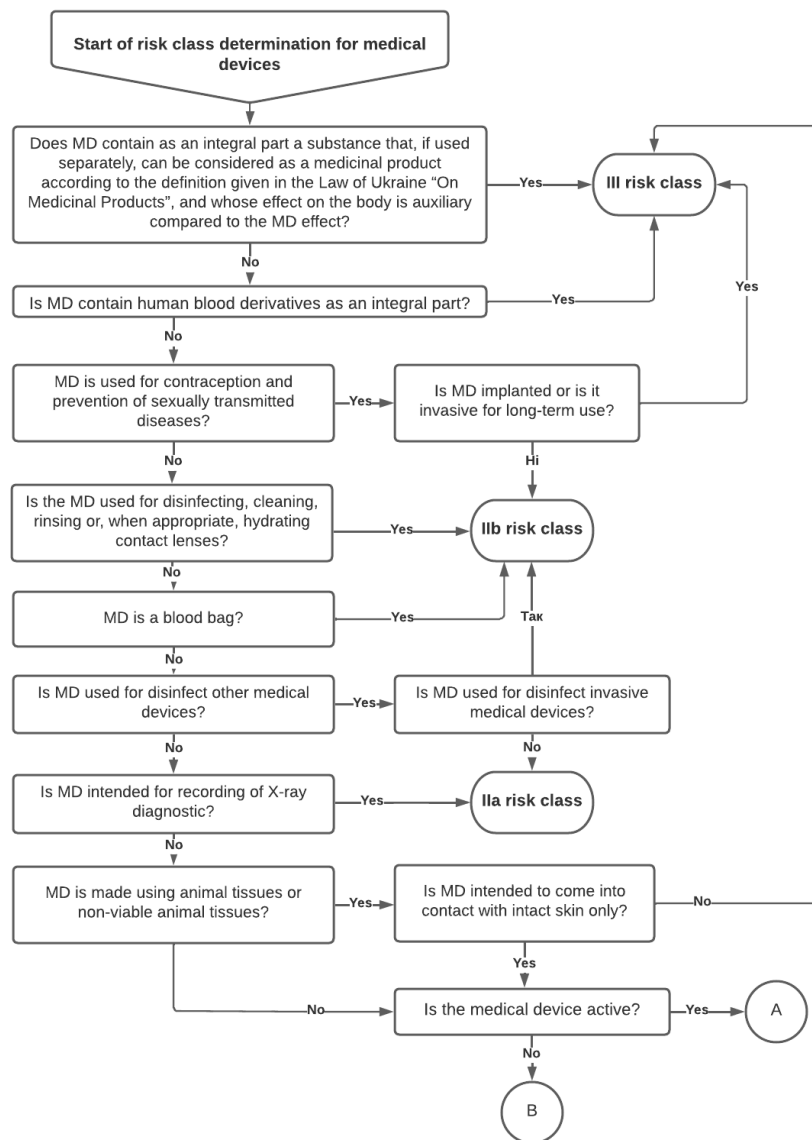 Start of risk class determination for medical
devices
Does MD contain as an integral part a substance that, if used
separately, can be considered as a medicinal product
according to the definition given in the Law of Ukraine “On
Medicinal Products”, and whose effect on the body is auxiliary
compared to the MD effect?
Yes
III risk class
No
Is MD contain human blood derivatives as an integral part?
Yes
Yes
No
MD is used for contraception and
prevention of sexually transmitted
diseases?
Yes
Is MD implanted or is it
invasive for long-term use?
No
Ні
Is the MD used for disinfecting, cleaning,
rinsing or, when appropriate, hydrating
contact lenses?
Yes
IIb risk class
No
MD is a blood bag?
Yes
Так
No
Is MD used for disinfect other medical
devices?
Yes
Is MD used for disinfect invasive
medical devices?
No
No
Is MD intended for recording of X-ray
diagnostic?
Yes
IIa risk class
No
MD is made using animal tissues or
non-viable animal tissues?
Yes
Is MD intended to come into
contact with intact skin only?
No
Yes
No
Is the medical device active?
Yes
A
No
B